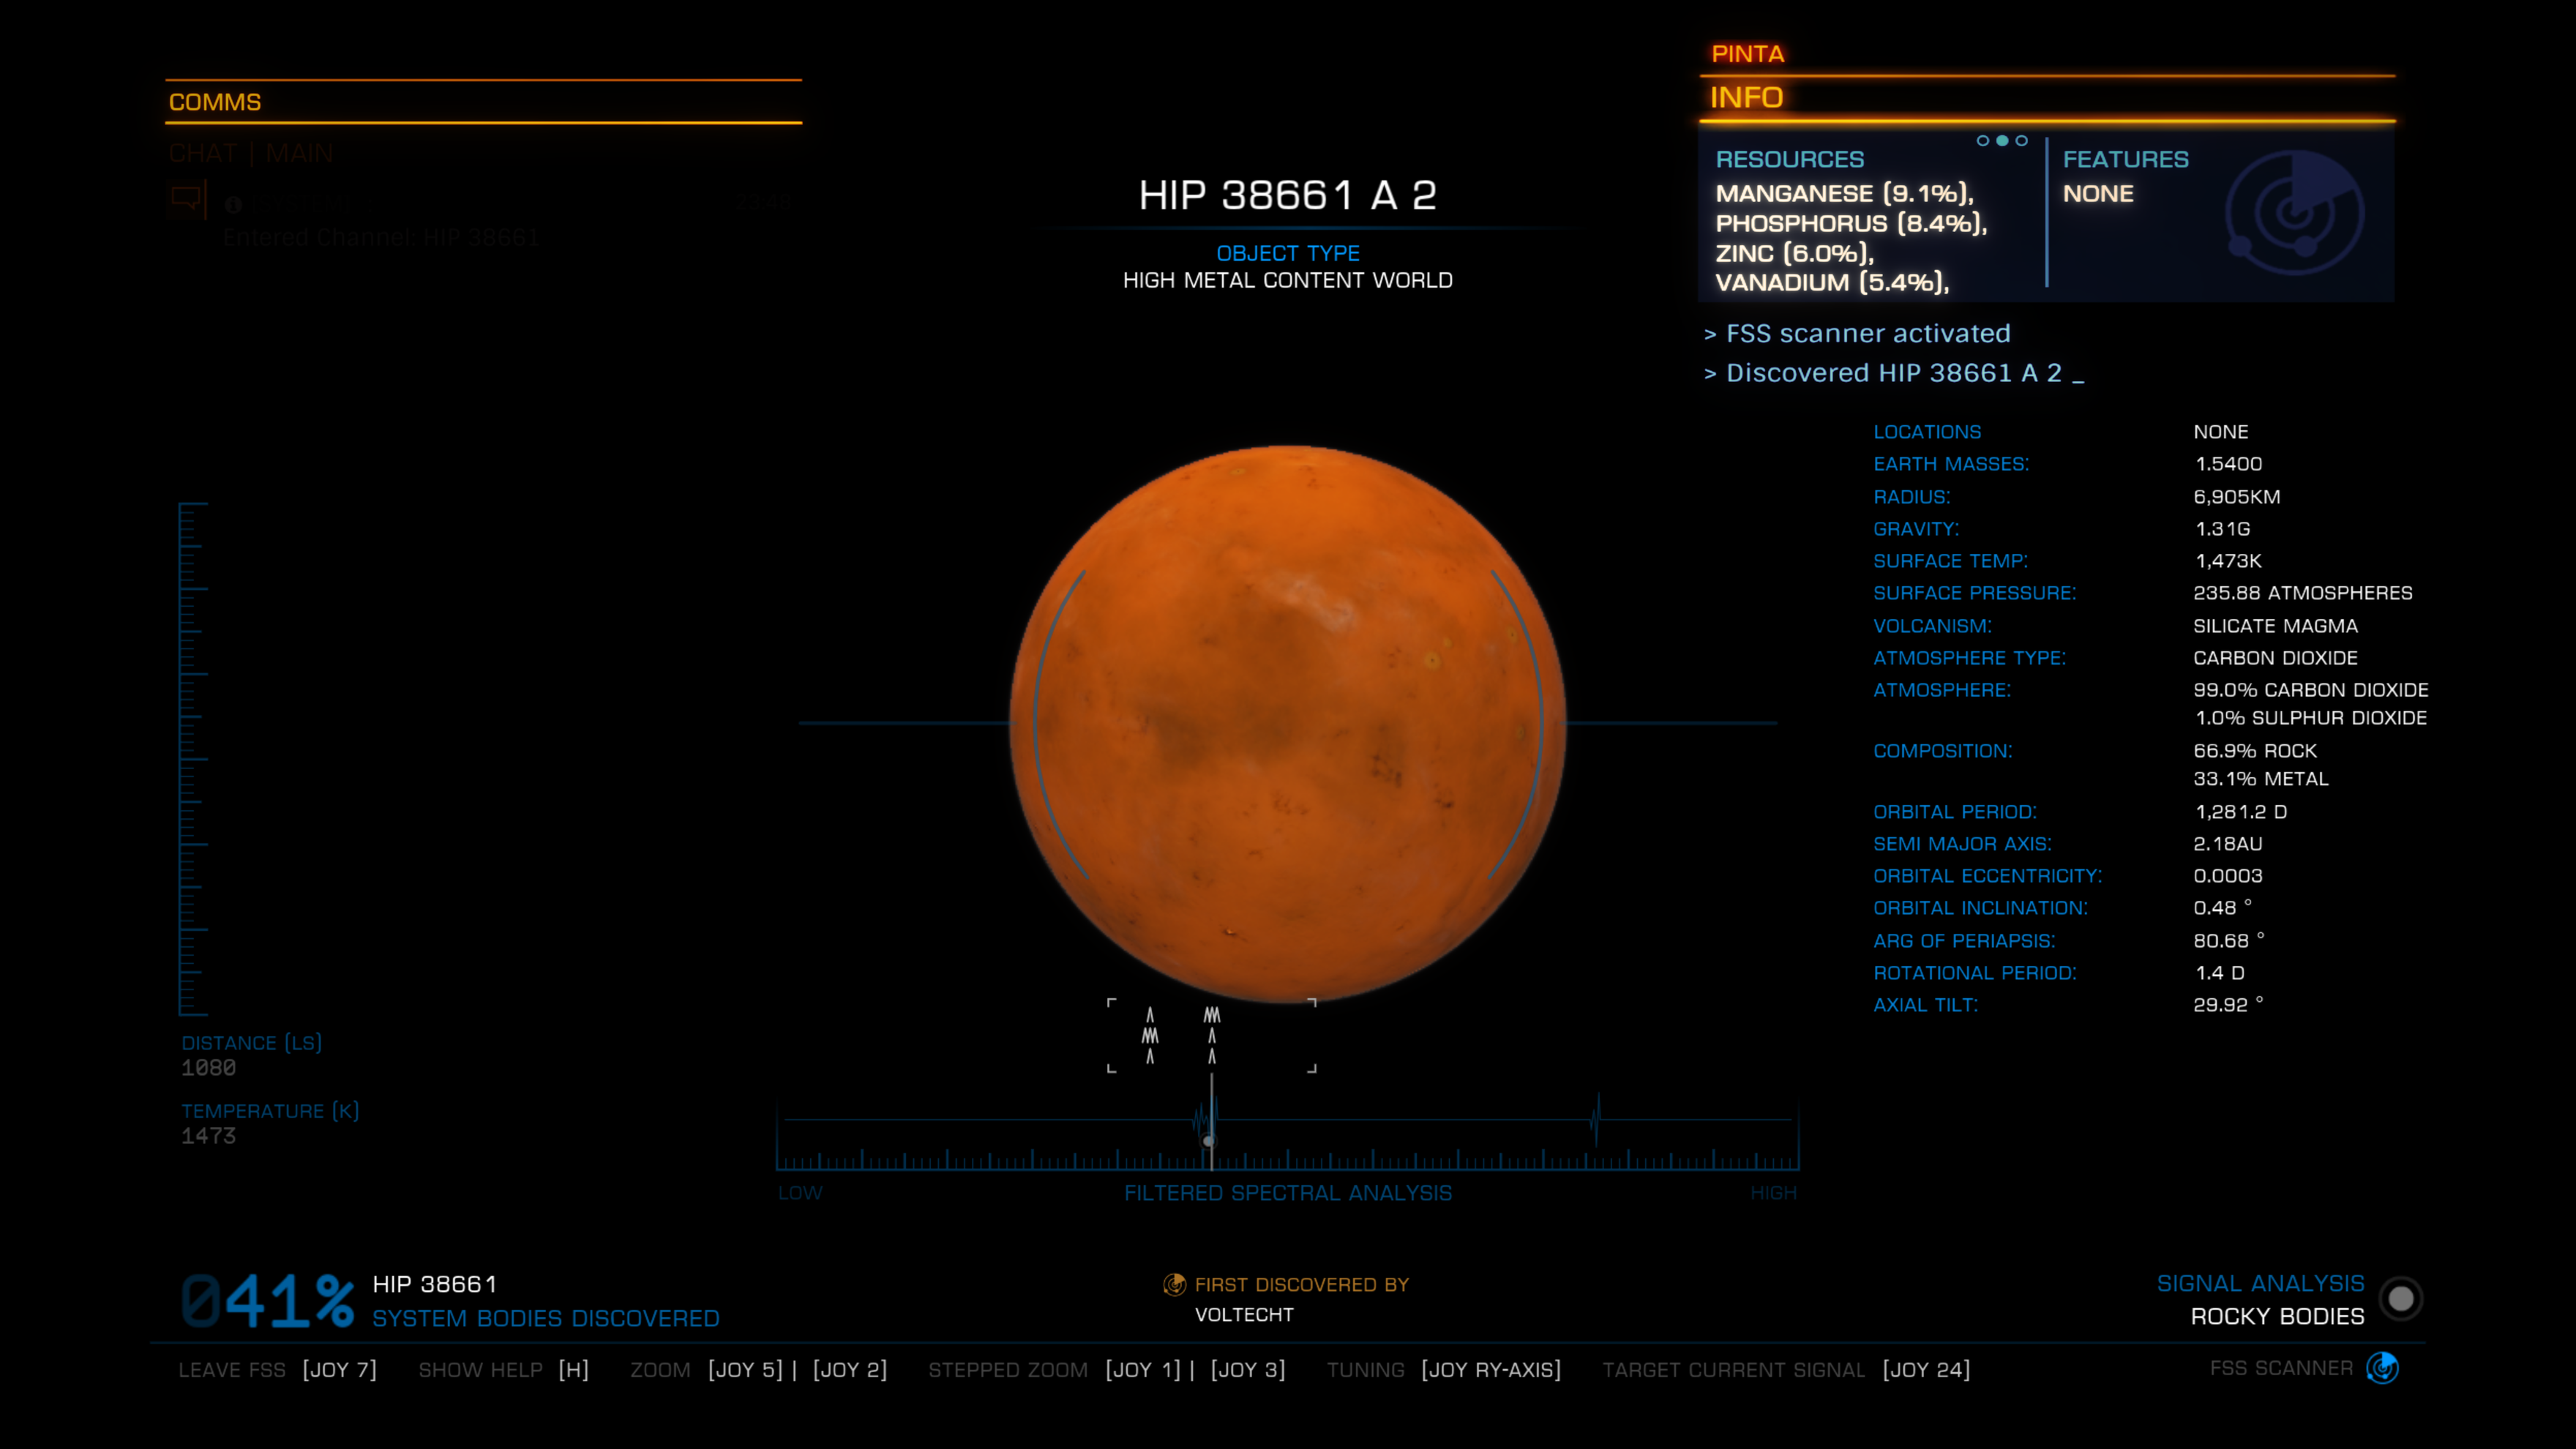 PINTA
COMMS
INFO
CHAT | MAIN
Entered Channel: HIP 38661
HIP 38661 A 2
OBJECT TYPE
HIGH METAL CONTENT WORLD
RESOURCES
MANGANESE (9.1%),
PHOSPHORUS (8.4%),
ZINC (6.0%),
VANADIUM (5.4%),
FEATURES
NONE
> FSS scanner activated
> Discovered HIP 38661 A 2 _
LOCATIONS NONE
EARTH MASSES: 1.5400
RADIUS: 6,905KM
GRAVITY: 1.31G
SURFACE TEMP: 1,473K
SURFACE PRESSURE: 235.88 ATMOSPHERES
VOLCANISM: SILICATE MAGMA
ATMOSPHERE TYPE: CARBON DIOXIDE
ATMOSPHERE: 99.0% CARBON DIOXIDE
1.0% SULPHUR DIOXIDE
COMPOSITION: 66.9% ROCK
33.1% METAL
ORBITAL PERIOD: 1,281.2 D
SEMI MAJOR AXIS: 2.18AU
ORBITAL ECCENTRICITY: 0.0003
ORBITAL INCLINATION: 0.48 °
ARG OF PERIAPSIS: 80.68 °
ROTATIONAL PERIOD: 1.4 D
AXIAL TILT: 29.92 °
DISTANCE (LS)
1080
TEMPERATURE (K)
1473
LOW FILTERED SPECTRAL ANALYSIS HIGH
041% HIP 38661
SYSTEM BODIES DISCOVERED
FIRST DISCOVERED BY
VOLTECHT
SIGNAL ANALYSIS
ROCKY BODIES
LEAVE FSS [JOY 7] SHOW HELP [H] ZOOM [JOY 5] | [JOY 2] STEPPED ZOOM [JOY 1] | [JOY 3] TUNING [JOY RY-AXIS] TARGET CURRENT SIGNAL [JOY 24] FSS SCANNER